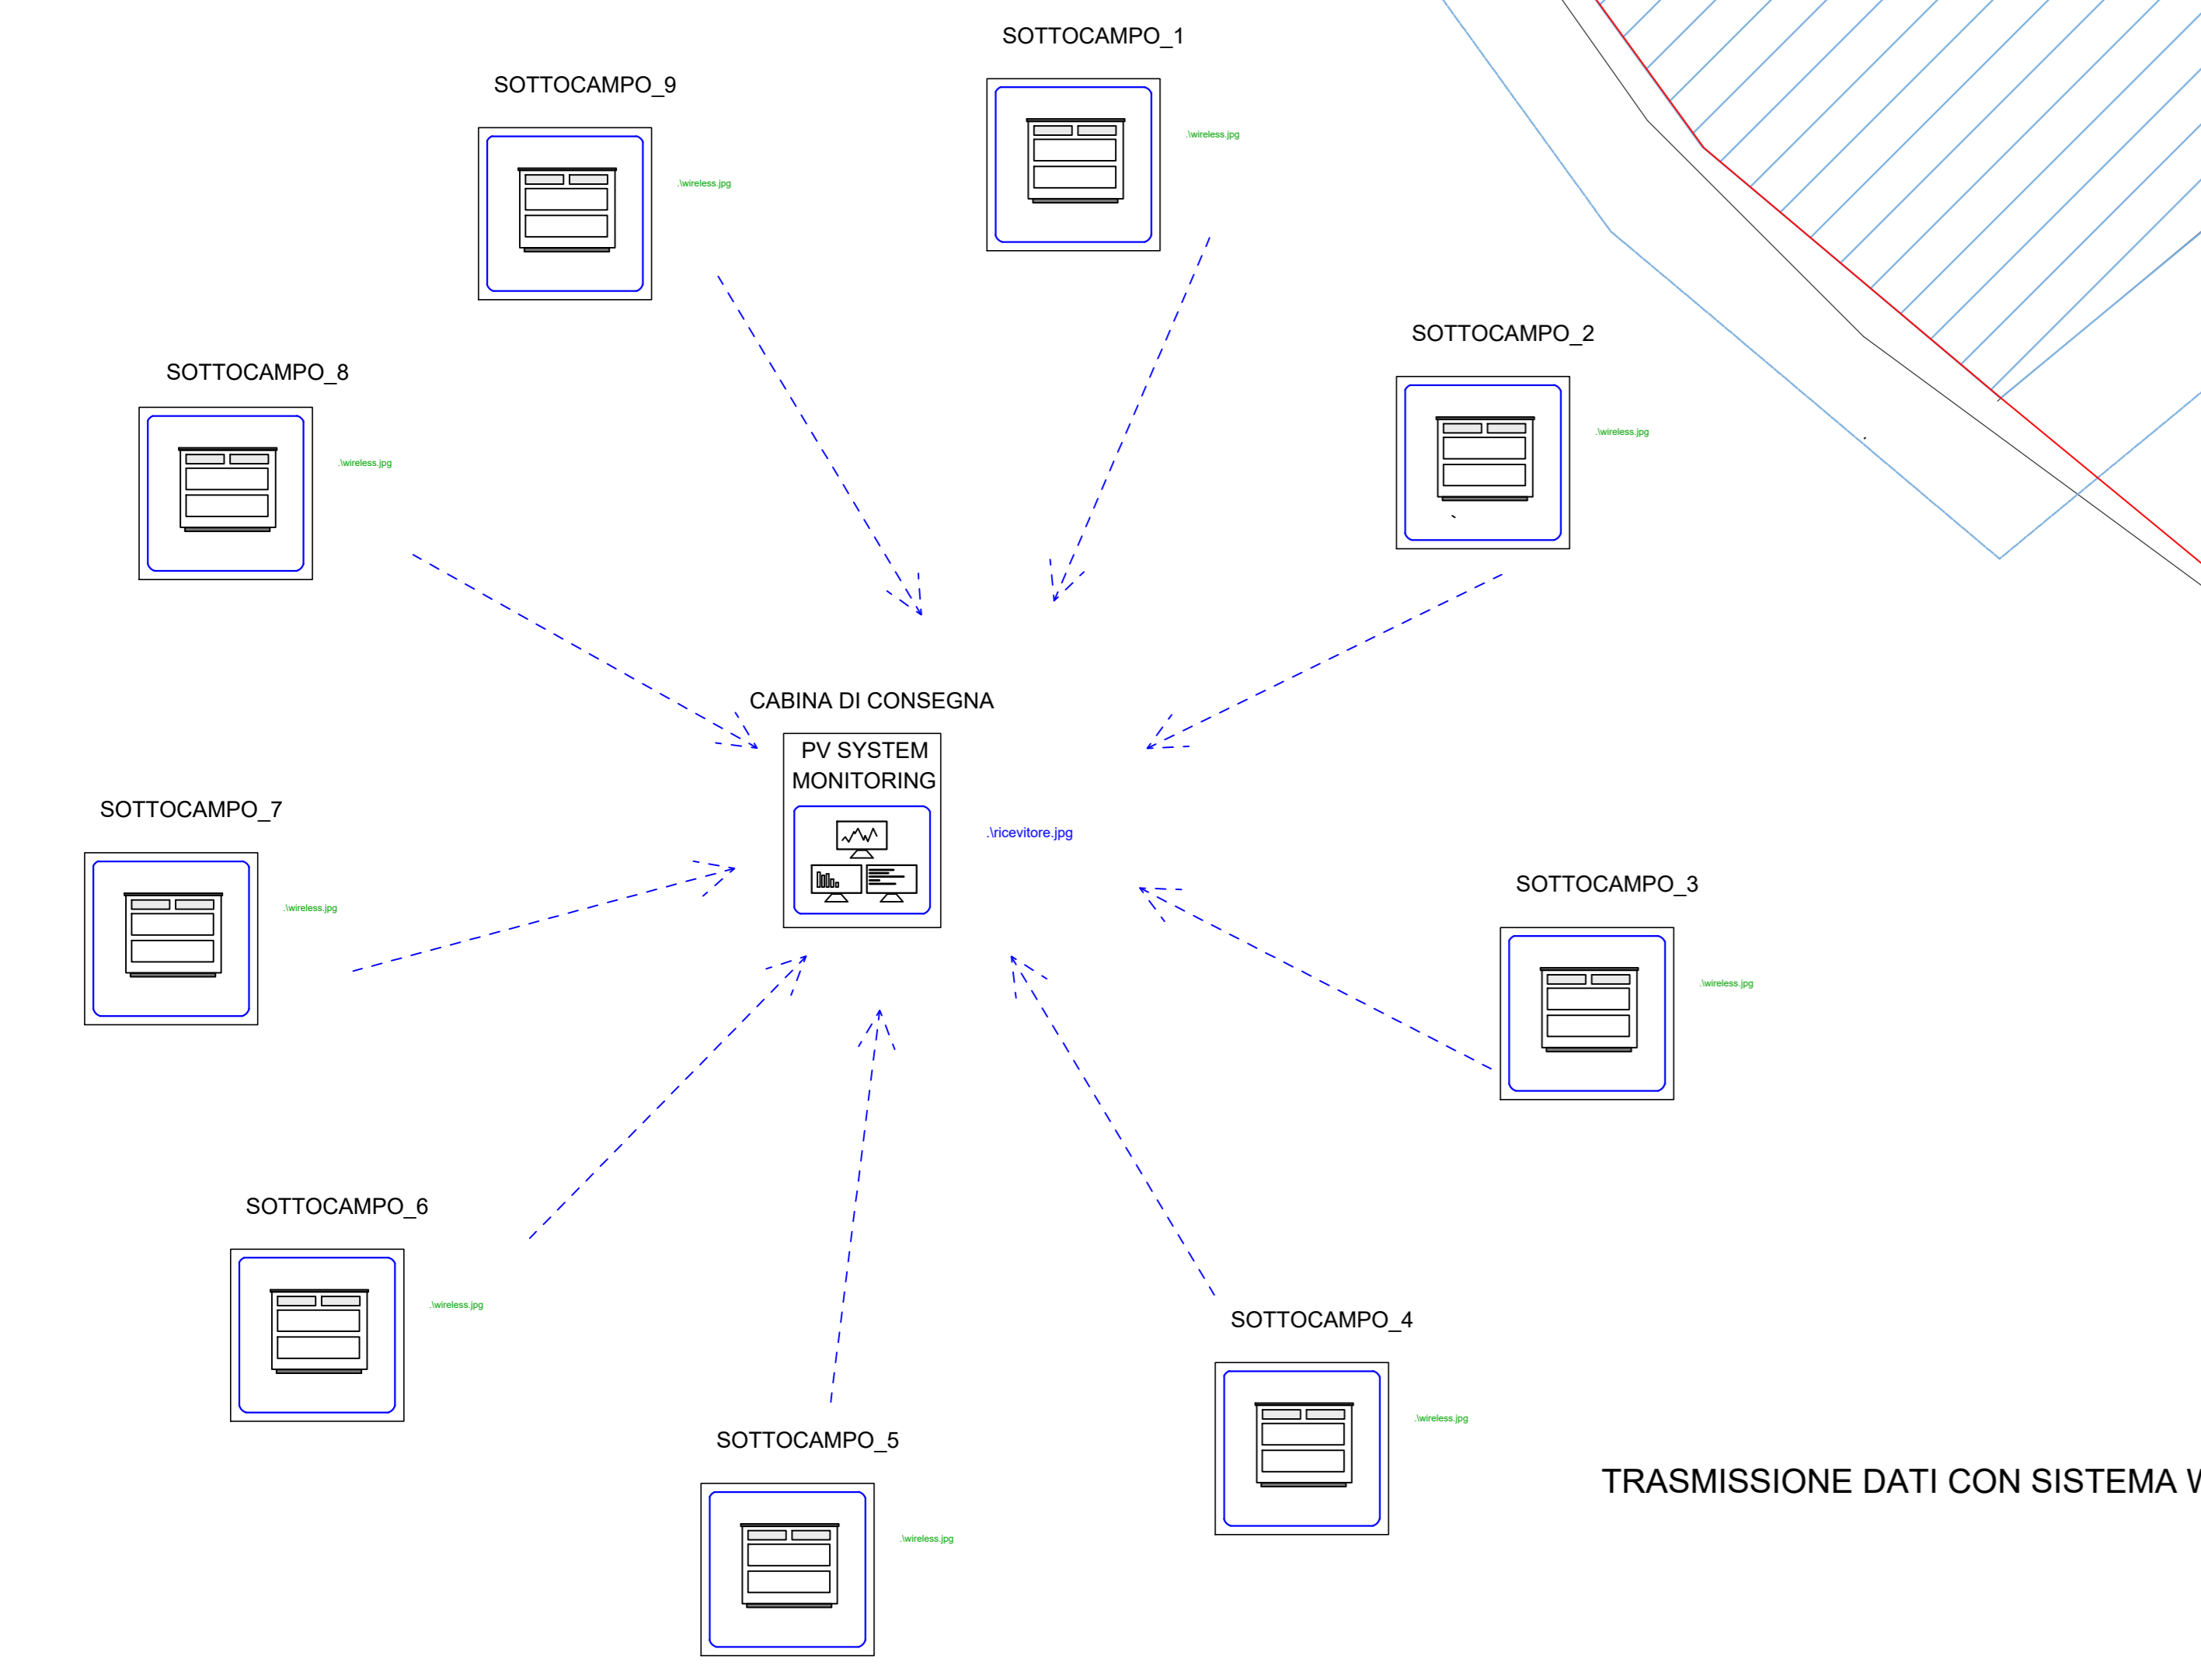 SOTTOCAMPO_1
SOTTOCAMPO_9
.\wireless.jpg
.\wireless.jpg
SOTTOCAMPO_2
SOTTOCAMPO_8
.\wireless.jpg
.\wireless.jpg
CABINA DI CONSEGNA
PV SYSTEM
MONITORING
SOTTOCAMPO_7
.\ricevitore.jpg
SOTTOCAMPO_3
.\wireless.jpg
.\wireless.jpg
SOTTOCAMPO_6
.\wireless.jpg
SOTTOCAMPO_4
.\wireless.jpg
SOTTOCAMPO_5
TRASMISSIONE DATI CON SISTEMA
.\wireless.jpg